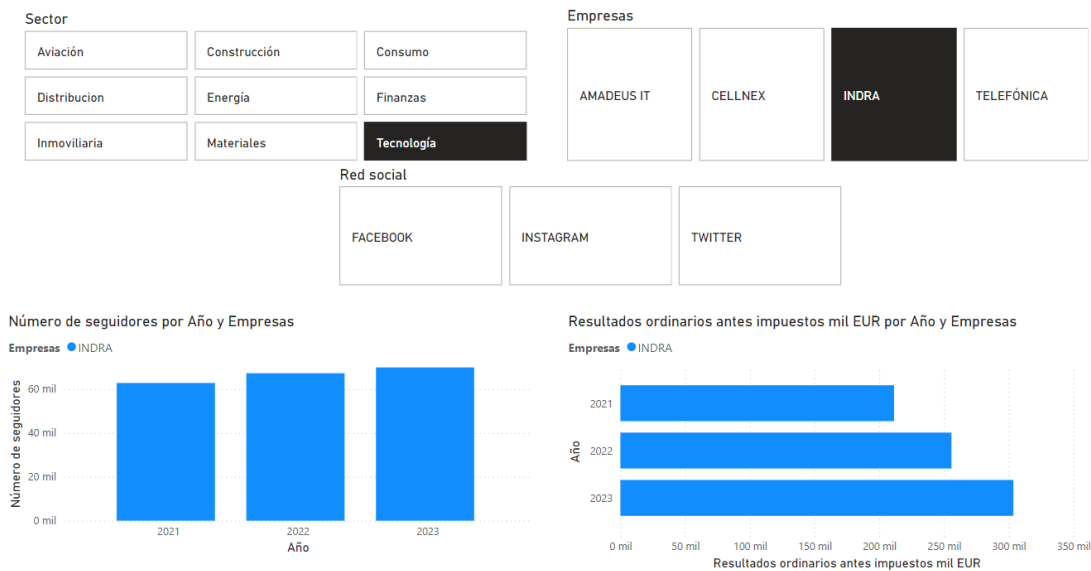 Sector
Aviación
Construcción
Consumo
Distribucion
Energía
Finanzas
Inmoviliaria
Materiales
Tecnología
Empresas
AMADEUS IT
CELLNEX
INDRA
TELEFÓNICA
Red social
FACEBOOK
INSTAGRAM
TWITTER
Número de seguidores por Año y Empresas
Empresas INDRA
Número de seguidores
60 mil
40 mil
20 mil
0 mil
2021 2022 2023
Año
Resultados ordinarios antes impuestos mil EUR por Año y Empresas
Empresas INDRA
Año
2021
2022
2023
0 mil 50 mil 100 mil 150 mil 200 mil 250 mil 300 mil 350 mil
Resultados ordinarios antes impuestos mil EUR